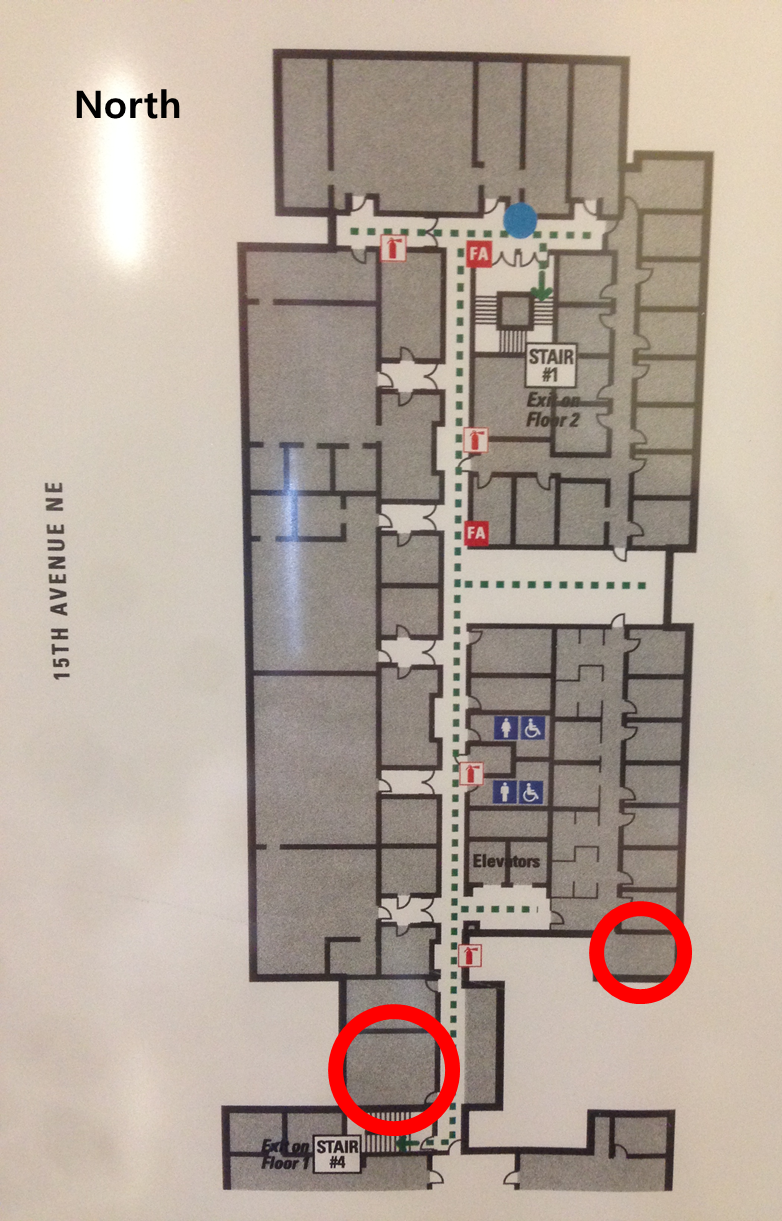 North
FA
STAIR
#1
Exit on
Floor 2
FA
15TH AVENUE NE
Elevators
Exit on
Floor 1
STAIR
#4